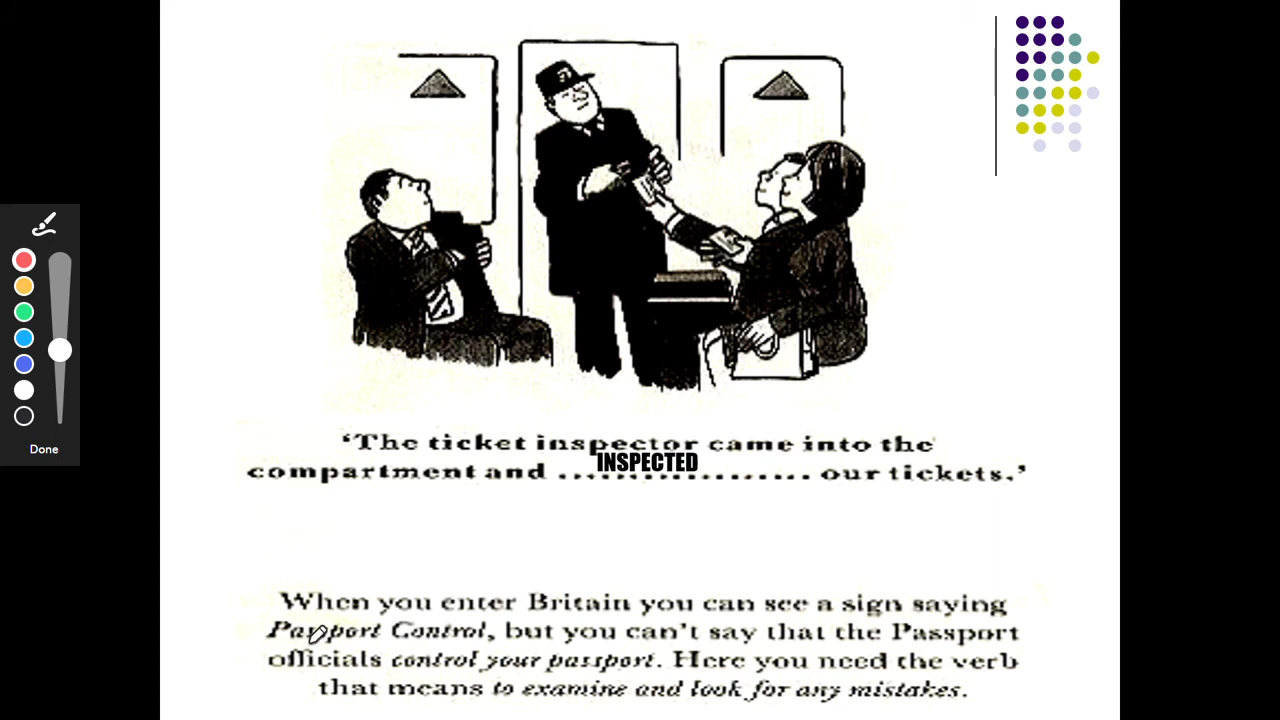 ‘The ticket inspector came into the
INSPECTED
compartment and .................. our tickets.’
When you enter Britain you can see a sign saying
Passport Control, but you can't say that the Passport
officials control your passport. Here you need the verb
that means to examine and look for any mistakes.
Done